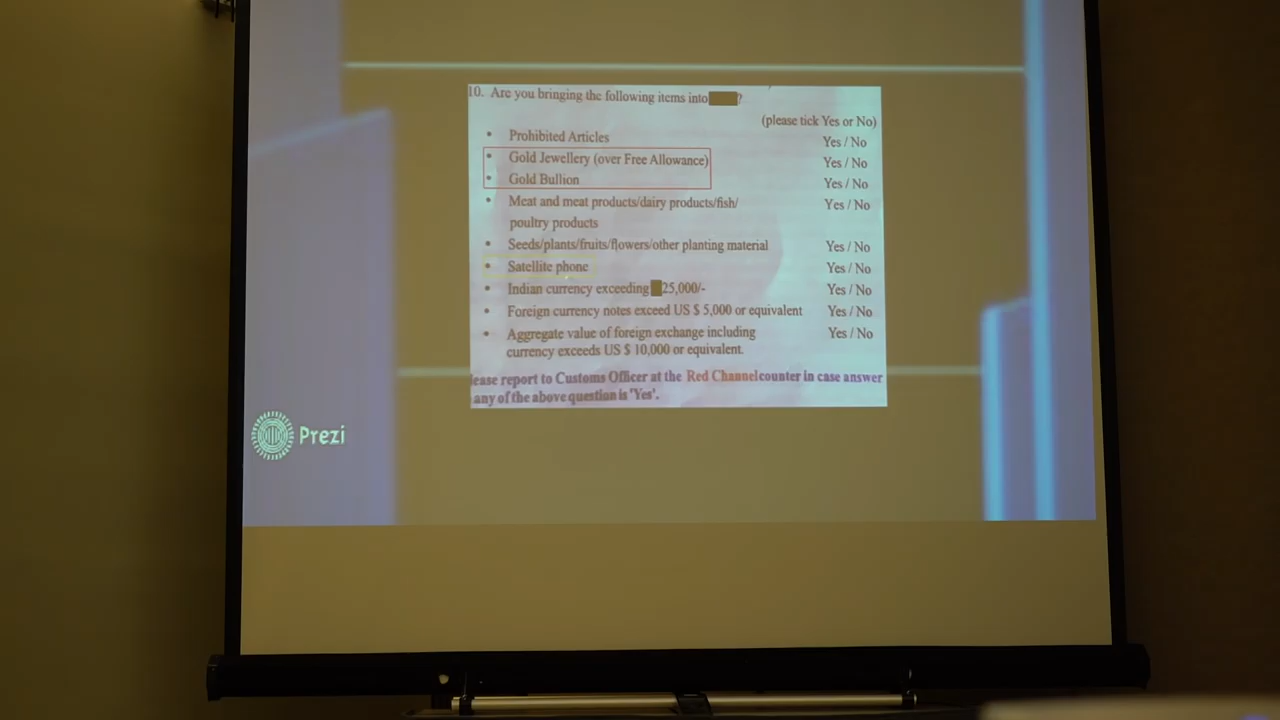 10. Are you bringing the following items into ?
(please tick Yes or No)
• Prohibited Articles Yes / No
• Gold Jewellery (over Free Allowance) Yes / No
• Gold Bullion Yes / No
• Meat and meat products/dairy products/fish/ Yes / No
poultry products
• Seeds/plants/fruits/flowers/other planting material Yes / No
• Satellite phone Yes / No
• Indian currency exceeding 25,000/- Yes / No
• Foreign currency notes exceed US $ 5,000 or equivalent Yes / No
• Aggregate value of foreign exchange including Yes / No
currency exceeds US $ 10,000 or equivalent.
lease report to Customs Officer at the Red Channel counter in case answer
any of the above question is 'Yes'.
Prezi